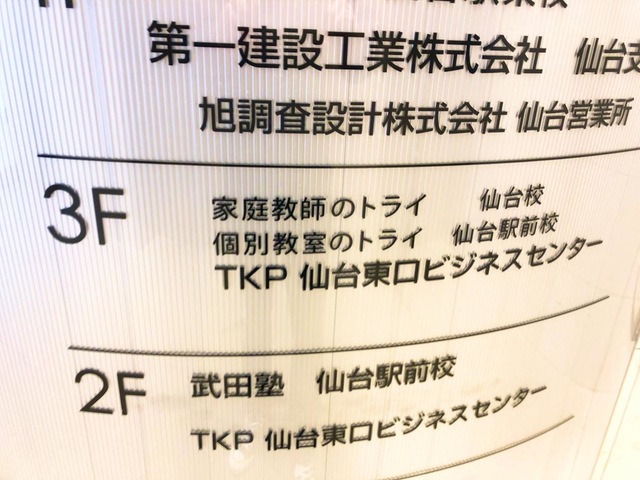 第一建設工業株式会社 仙台支
旭調査設計株式会社 仙台営業所
3F 家庭教師のトライ 仙台校
個別教室のトライ 仙台駅前校
TKP 仙台東口ビジネスセンター
2F 武田塾 仙台駅前校
TKP 仙台東口ビジネスセンター